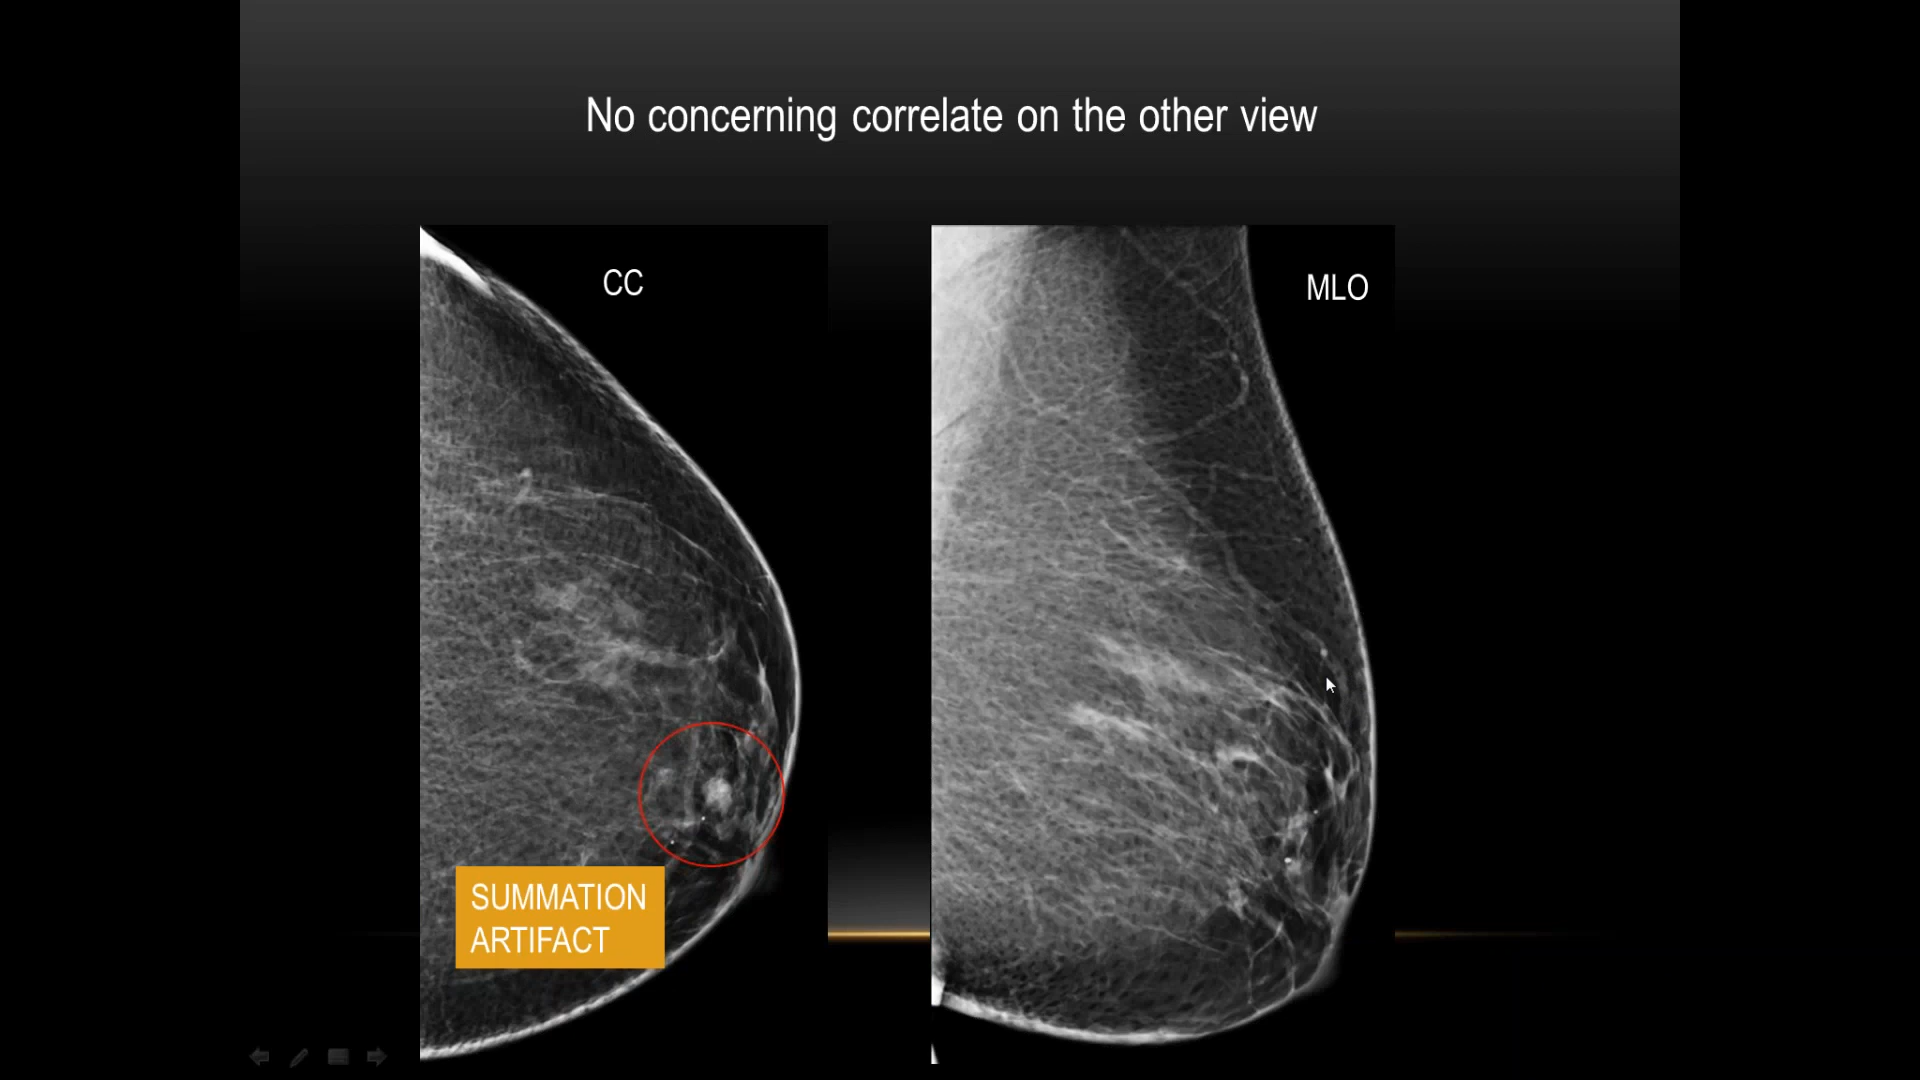 No concerning correlate on the other view
CC
MLO
SUMMATION
ARTIFACT